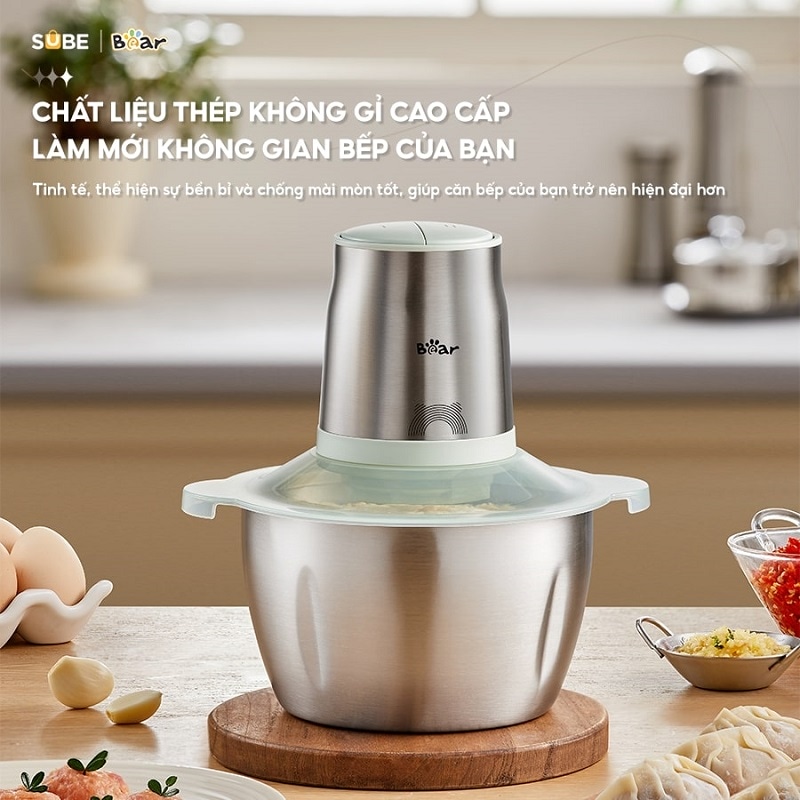 SUBE | Bear
CHẤT LIỆU THÉP KHÔNG GỈ CAO CẤP
LÀM MỚI KHÔNG GIAN BẾP CỦA BẠN
Tinh tế, thể hiện sự bền bỉ và chống mài mòn tốt, giúp căn bếp của bạn trở nên hiện đại hơn
Bear